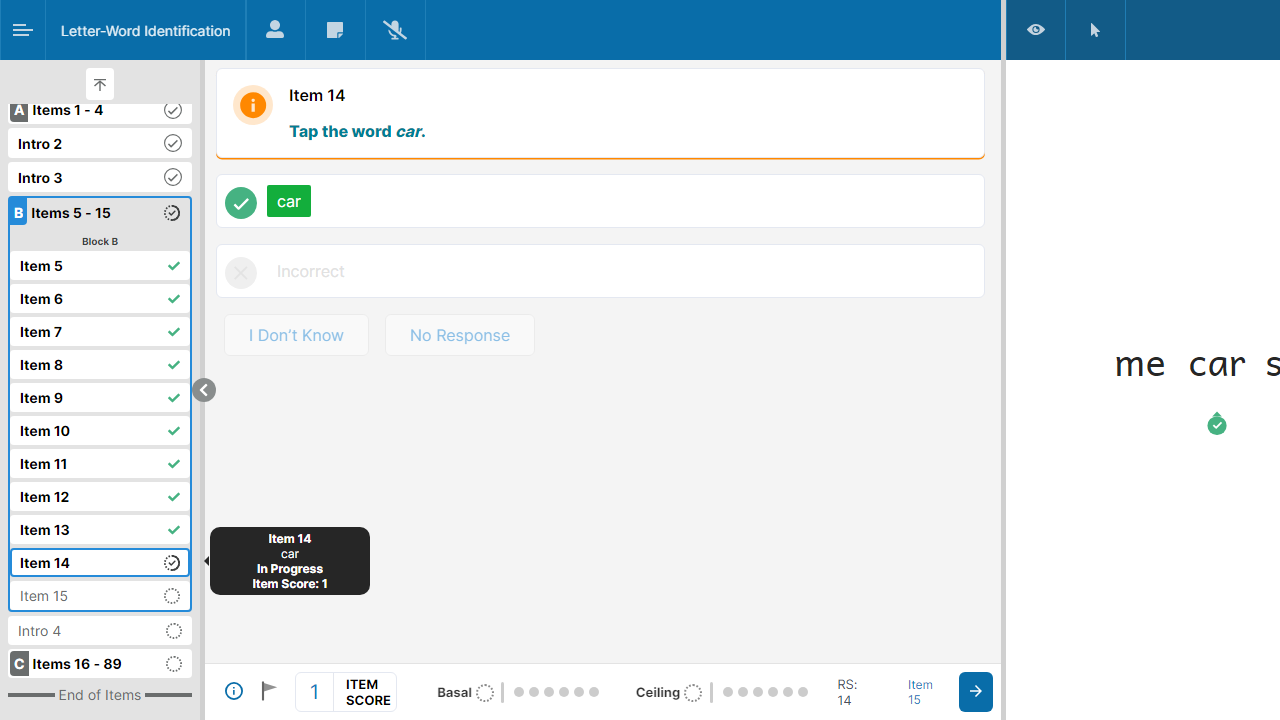 Letter-Word Identification
A Items 1 - 4
Intro 2
Intro 3
B Items 5 - 15
Block B
Item 5
Item 6
Item 7
Item 8
Item 9
Item 10
Item 11
Item 12
Item 13
Item 14
Item 15
Intro 4
C Items 16 - 89
End of Items
Item 14
Tap the word car.
car
Incorrect
I Don’t Know
No Response
Item 14
car
In Progress
Item Score: 1
1 ITEM
SCORE
Basal
Ceiling
RS:
14
Item
15
me car s